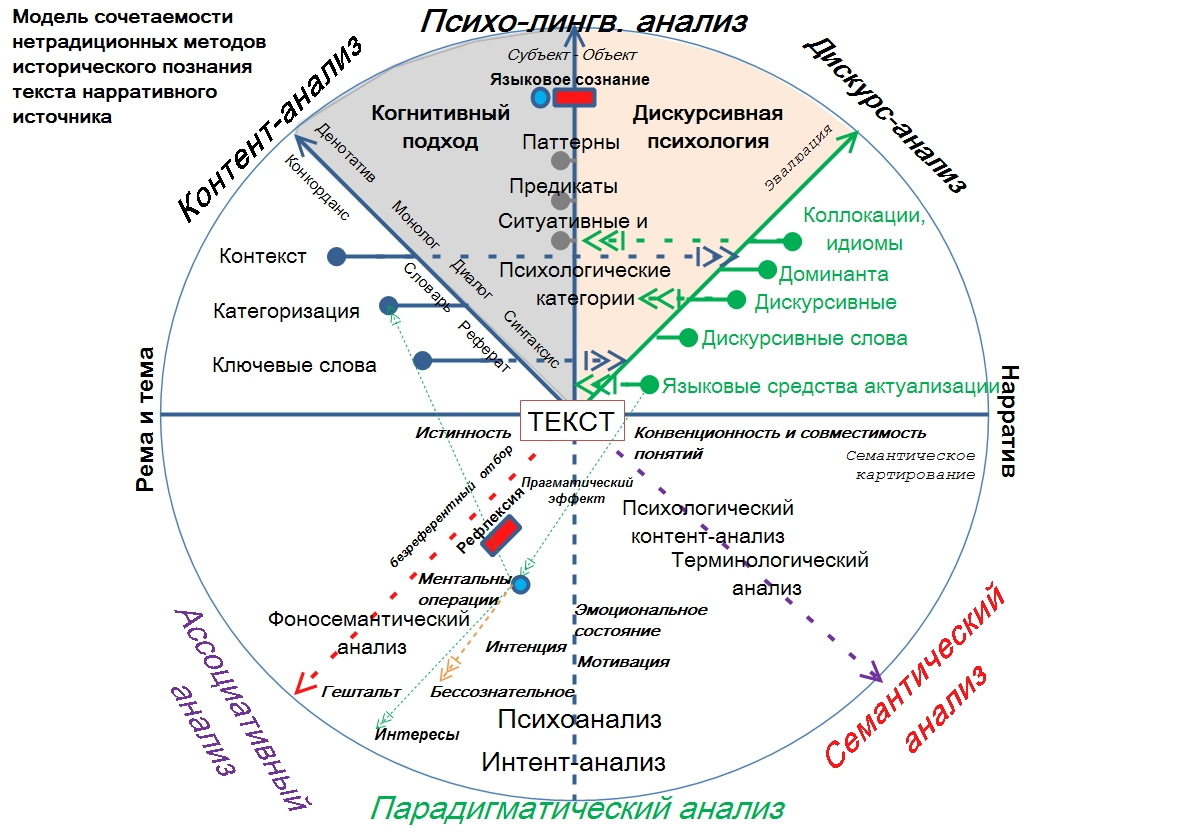 Модель сочетаемости
нетрадиционных методов
исторического познания
текста нарративного
источника
Психо-лингв. анализ
Контент-анализ
Дискурс-анализ
Субъект - Объект
Языковое сознание
Когнитивный
подход
Дискурсивная
психология
Денотатив
Конкорданс
Монолог
Диалог
Словарь
Синтаксис
Реферат
Эвалюация
Паттерны
Предикаты
Ситуативные и
Психологические
категории
Контекст
Категоризация
Ключевые слова
Коллокации,
идиомы
Доминанта
Дискурсивные
Дискурсивные слова
Языковые средства актуализации
Рема и тема
ТЕКСТ
Нарратив
Истинность
Конвенционность и совместимость
понятий
Семантическое
картирование
безреферентный отбор
Рефлексия
Прагматический
эффект
Психологический
контент-анализ
Терминологический
анализ
Ментальны
операции
Фоносемантический
анализ
Эмоциональное
состояние
Интенция
Мотивация
Гештальт
Бессознательное
Интересы
Психоанализ
Интент-анализ
Ассоциативный
анализ
Семантический
анализ
Парадигматический анализ